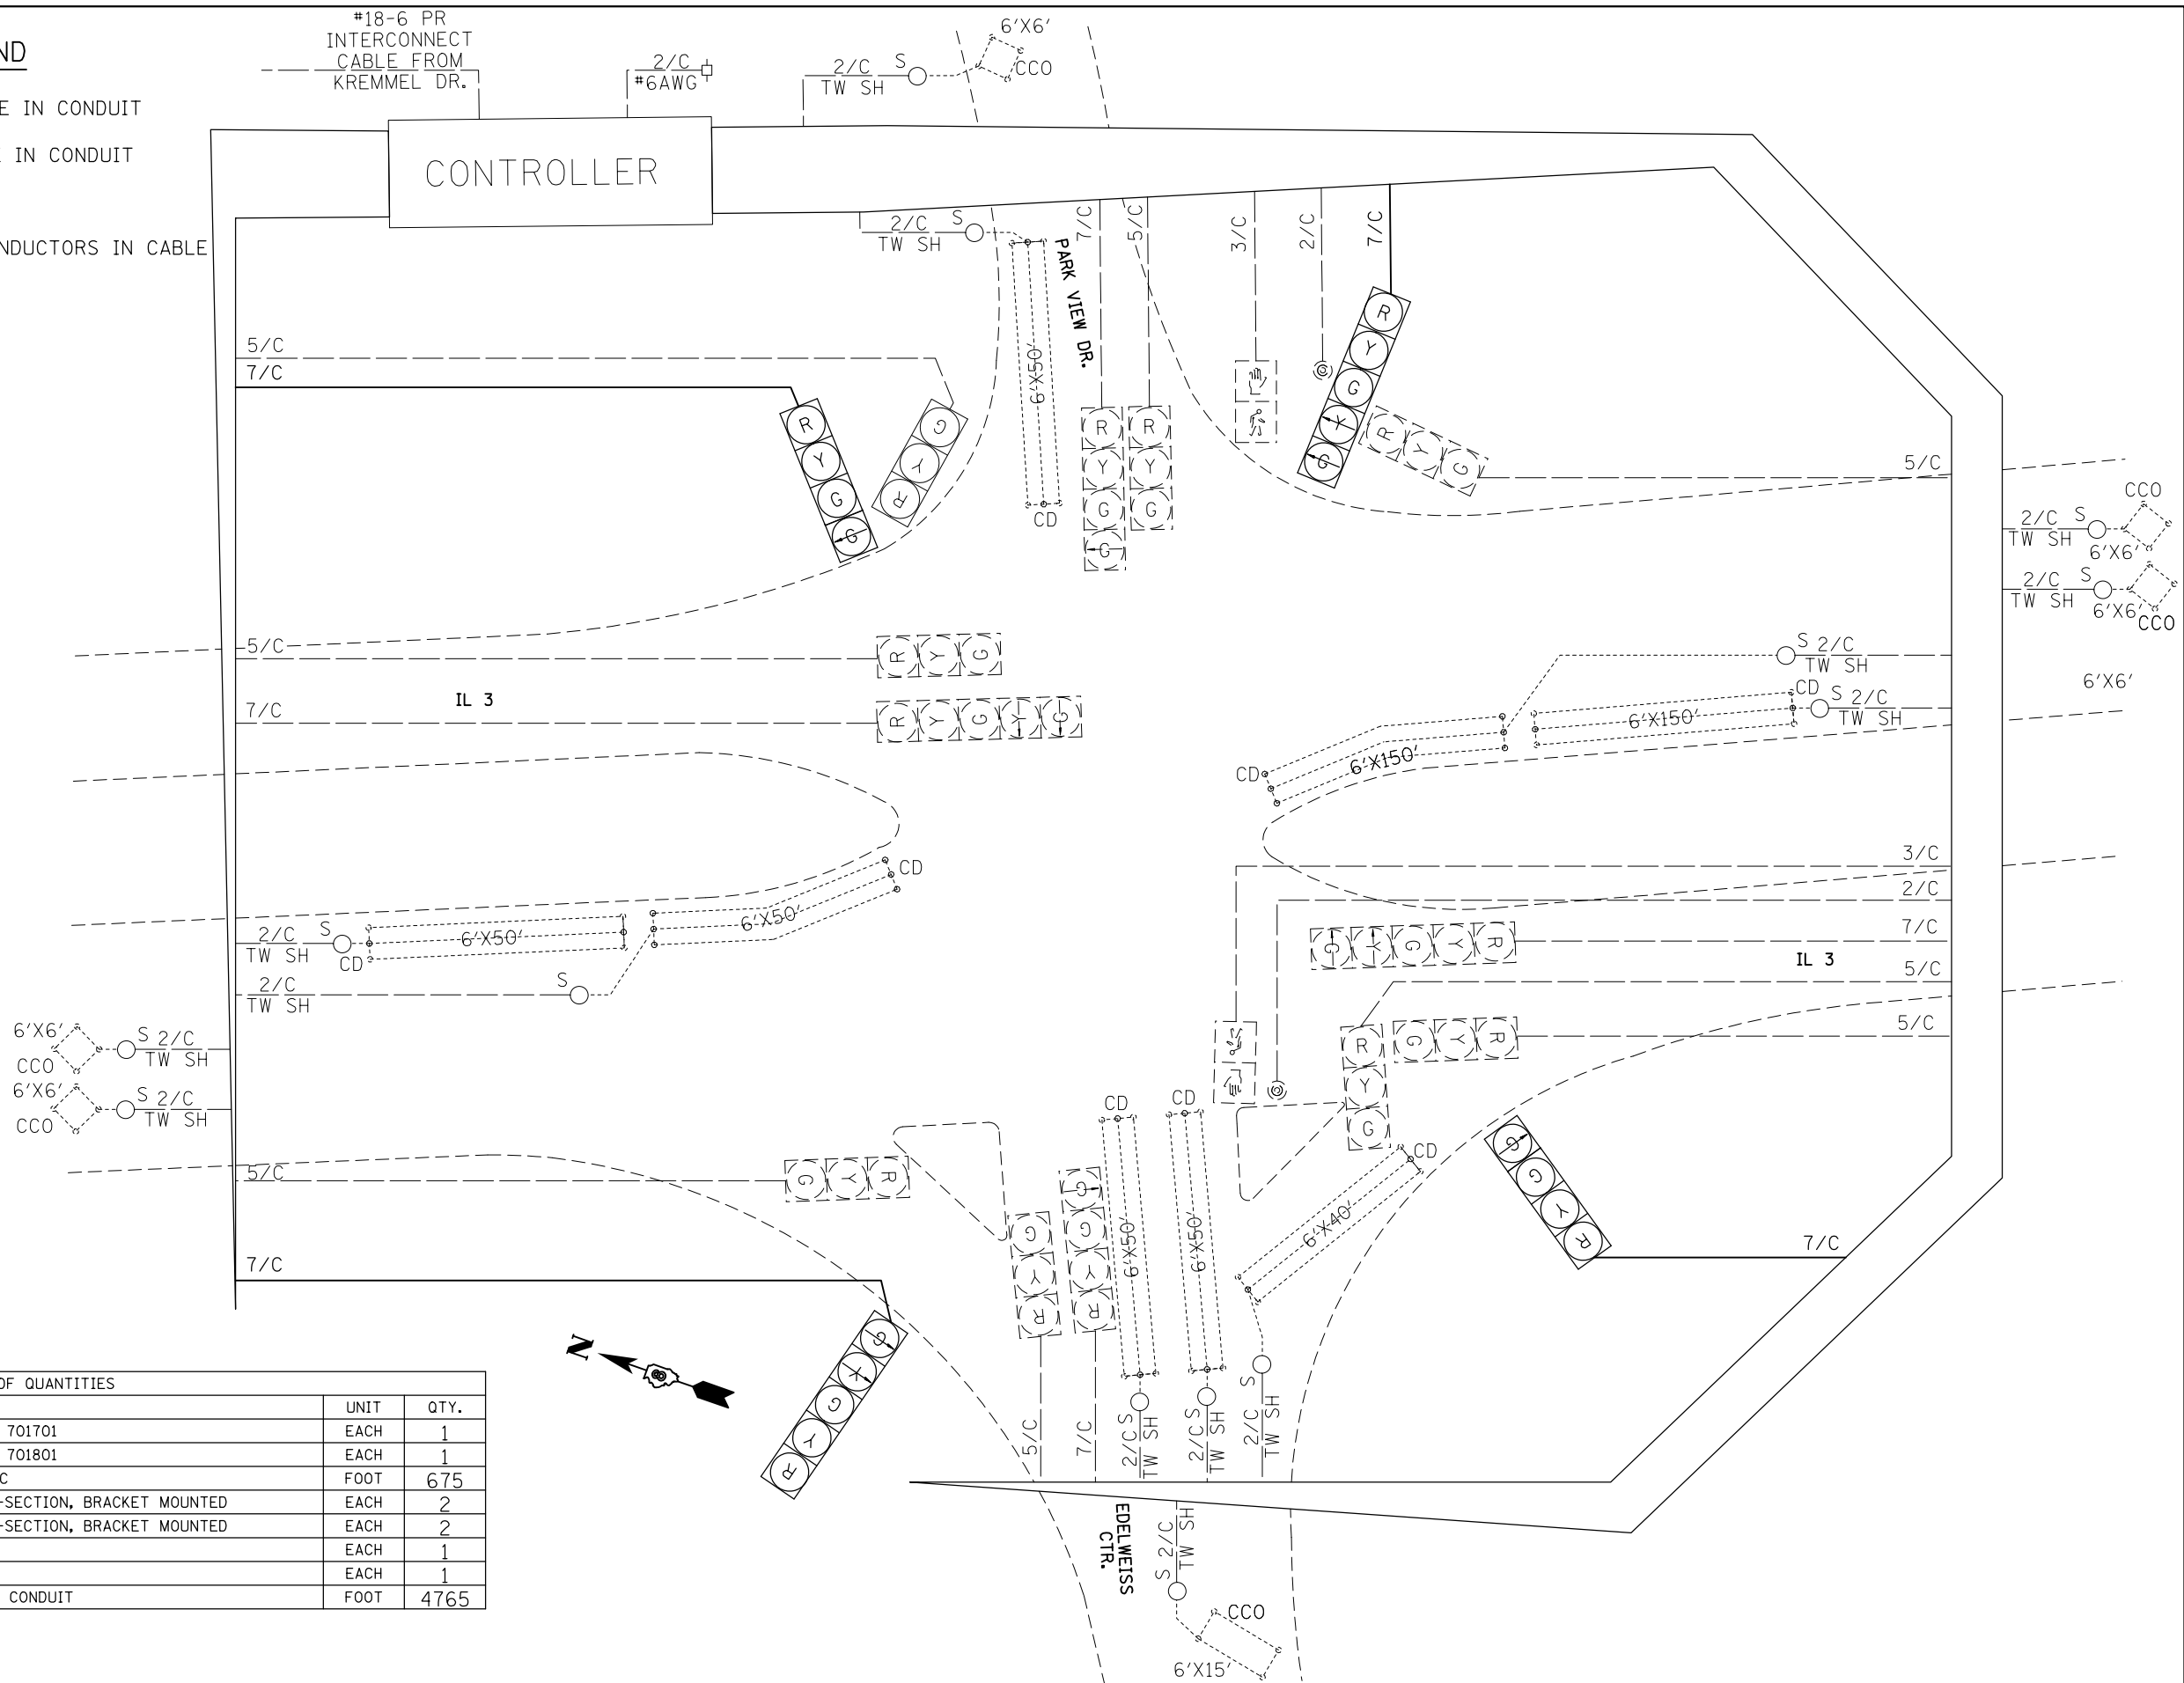 ND
E IN CONDUIT
E IN CONDUIT
NDUCTORS IN CABLE
#18-6 PR
INTERCONNECT
CABLE FROM
KREMMEL DR.
2/C
#6AWG
2/C S
TW SH
6'X6'
CCO
CONTROLLER
2/C S
TW SH
PARK VIEW DR.
6'X50'
CD
7/C
5/C
3/C
2/C
7/C
5/C
7/C
R Y G G
G Y R
R Y G G
R Y G
R Y G Y G
R Y G
5/C
2/C S
TW SH
CCO
6'X6'
2/C S
TW SH
6'X6'
CCO
6'X6'
5/C
R Y G
7/C
IL 3
R Y G Y G
S 2/C
TW SH
CD S 2/C
TW SH
6'X150'
6'X150'
CD
CD
6'X50'
2/C S
TW SH
6'X50'
CD
2/C S
TW SH
3/C
2/C
7/C
G Y G Y R
IL 3
5/C
5/C
R Y G
G Y R
6'X6'
CCO
S 2/C
TW SH
6'X6'
CCO
S 2/C
TW SH
5/C
G Y R
7/C
G Y G Y R
G Y R
G G Y R
CD
6'X50'
CD
6'X50'
CD
6'X40'
G G Y R
7/C
5/C
7/C
2/C S
TW SH
2/C S
TW SH
2/C S
TW SH
N
EDELWEISS
CTR.
S 2/C
TW SH
CCO
6'X15'
OF QUANTITIES
UNIT QTY.
701701 EACH 1
701801 EACH 1
C FOOT 675
-SECTION, BRACKET MOUNTED EACH 2
-SECTION, BRACKET MOUNTED EACH 2
EACH 1
EACH 1
CONDUIT FOOT 4765